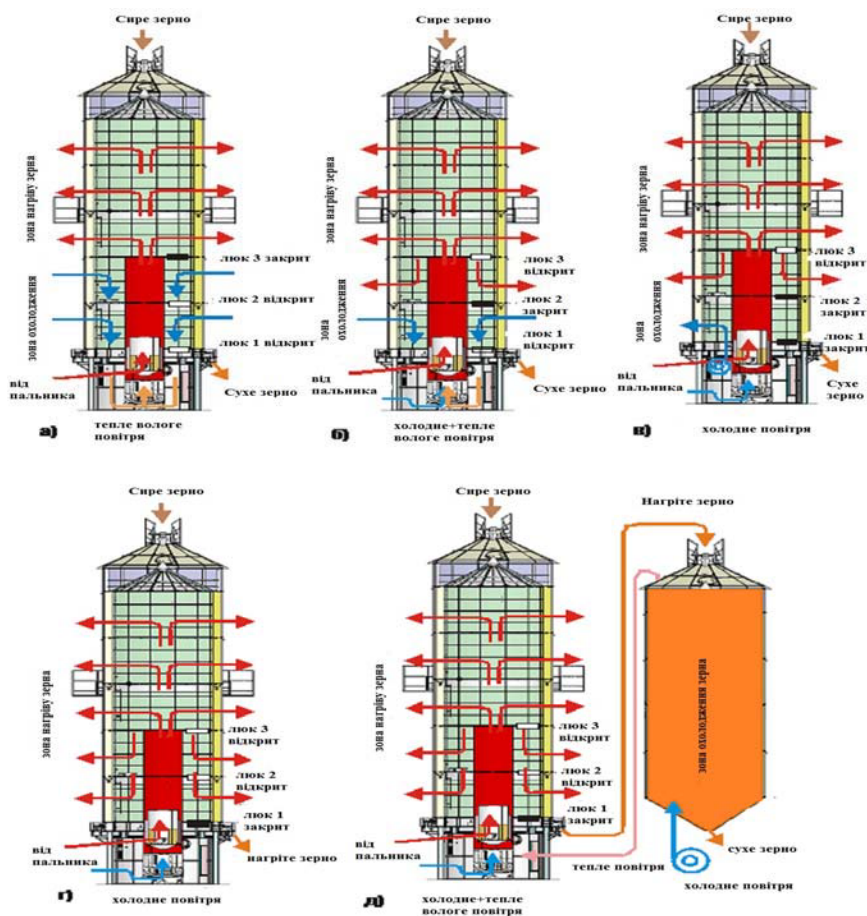 Сире зерно
зона нагріву зерна
зона отолодження
люк 3 закрит
люк 2 відкрит
люк 1 відкрит
від
пальника
Сухе зерно
а)
тепле вологе
повітря
Сире зерно
зона нагріву зерна
зона
охолодження
люк 3
відкрит
люк 2
закрит
люк 1
відкрит
від
пальника
Сухе зерно
б)
холодне+тепле
вологе повітря
Сире зерно
зона нагріву зерна
зона
охолодження
люк 3
відкрит
люк 2
закрит
люк 1
закрит
від
пальника
Сухе
зерно
в)
холодне повітря
Сире зерно
зона нагріву зерна
люк 3
відкрит
люк 2
відкрит
люк 1
закрит
від
пальника
нагріте зерно
г)
холодне повітря
Сире зерно
Нагріте зерно
зона нагріву зерна
зона отолодження зерна
люк 3
відкрит
люк 2
відкрит
люк 1
закрит
від
пальника
сухе зерно
тепле повітря
холодне повітря
д)
холодне+тепле
вологе повітря